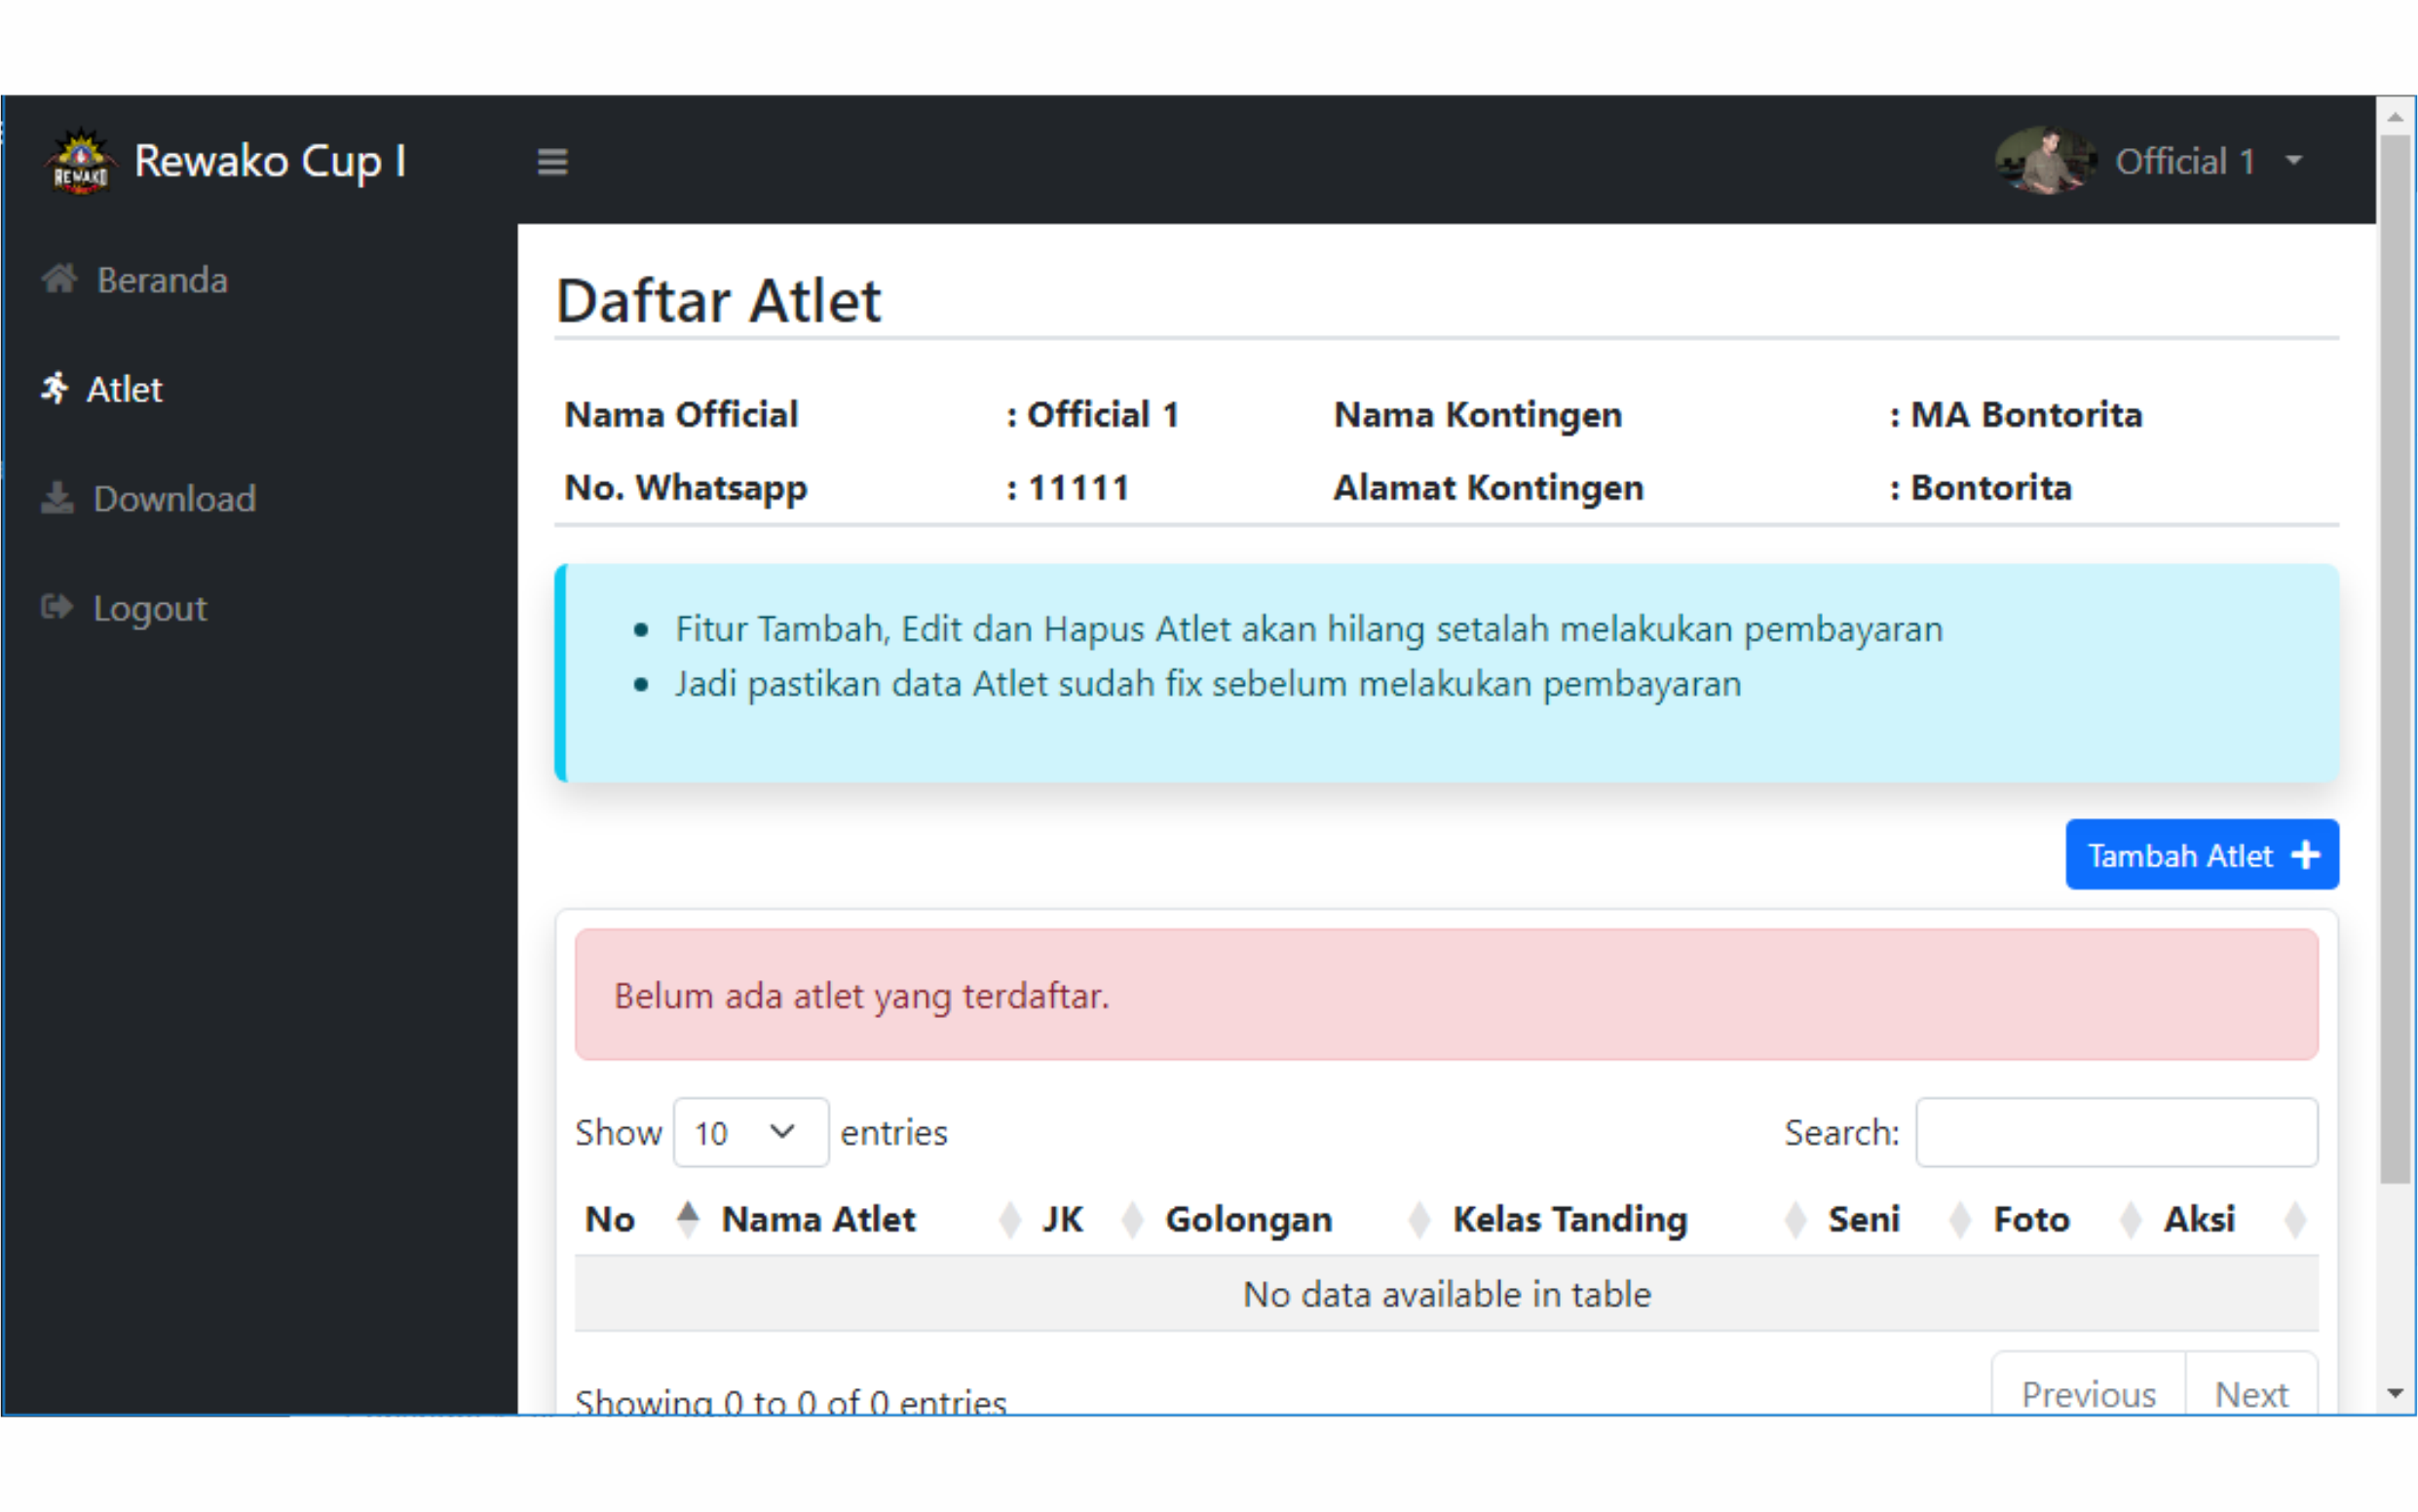 REWAKO
Rewako Cup I
Official 1
Beranda
Atlet
Download
Logout
Daftar Atlet
Nama Official : Official 1 Nama Kontingen : MA Bontorita
No. Whatsapp : 11111 Alamat Kontingen : Bontorita
Fitur Tambah, Edit dan Hapus Atlet akan hilang setalah melakukan pembayaran
Jadi pastikan data Atlet sudah fix sebelum melakukan pembayaran
Tambah Atlet
Belum ada atlet yang terdaftar.
Show 10 entries Search:
No Nama Atlet JK Golongan Kelas Tanding Seni Foto Aksi
No data available in table
Showing 0 to 0 of 0 entries
Previous Next